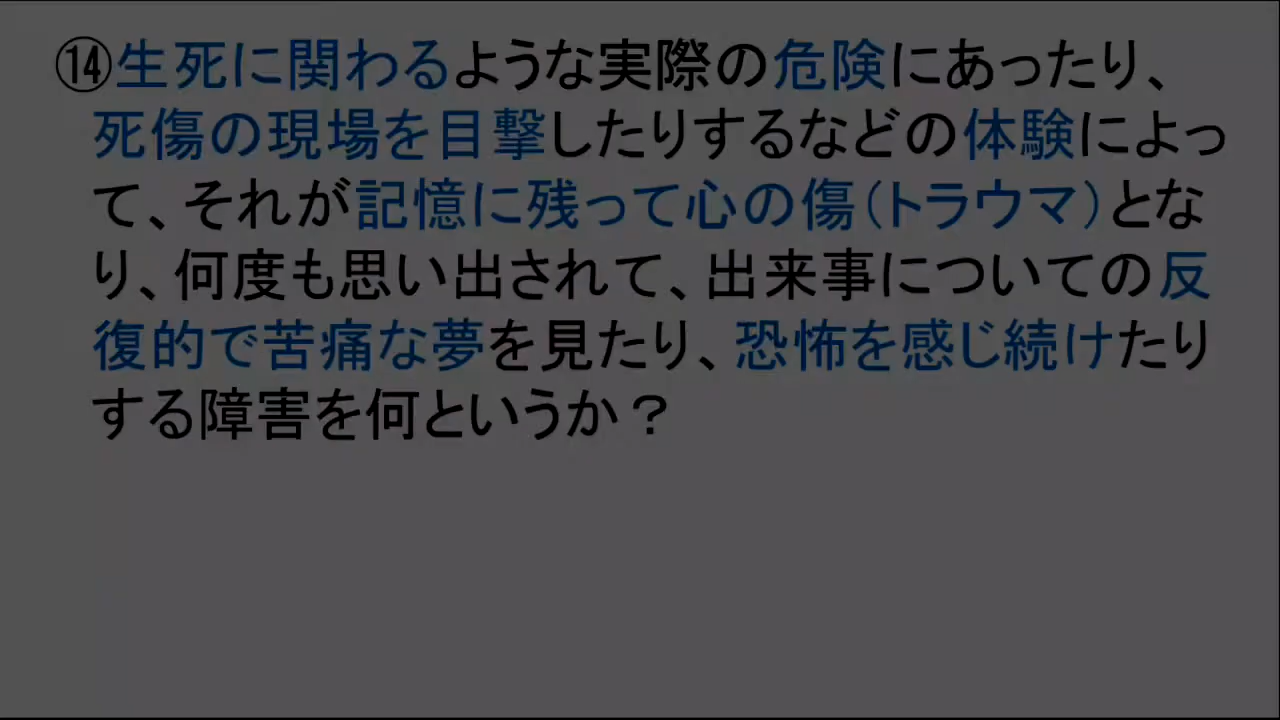 ⑭生死に関わるような実際の危険にあったり、
死傷の現場を目撃したりするなどの体験によっ
て、それが記憶に残って心の傷（トラウマ）とな
り、何度も思い出されて、出来事についての反
復的で苦痛な夢を見たり、恐怖を感じ続けたり
する障害を何というか？